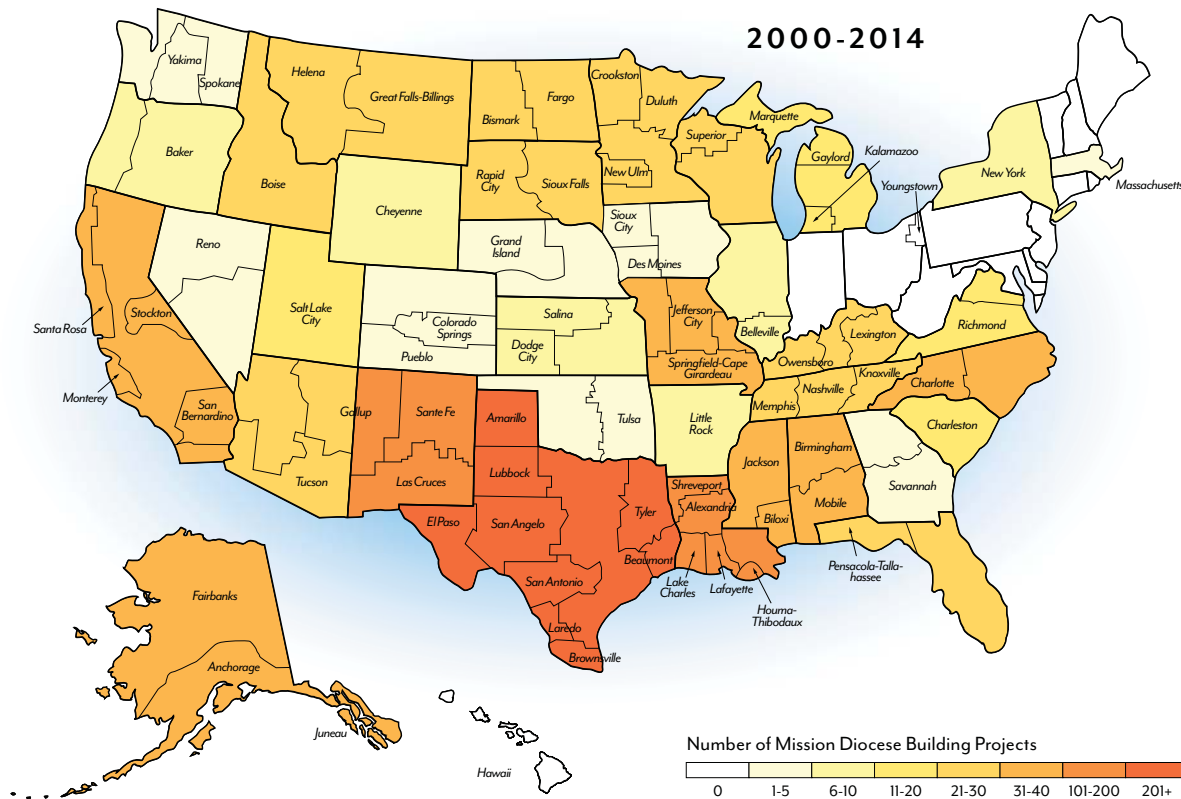 2000-2014
Yakima
Spokane
Helena
Great Falls-Billings
Bismark
Fargo
Crookston
Duluth
Marquette
Superior
Gaylord
Kalamazoo
Youngstown
New York
Massachusetts
Baker
Boise
Rapid
City
Sioux Falls
New Ulm
Cheyenne
Sioux
City
Des Moines
Grand
Island
Reno
Salt Lake
City
Colorado
Springs
Pueblo
Salina
Dodge
City
Jefferson
City
Springfield-Cape
Girardeau
Belleville
Owensboro
Lexington
Richmond
Santa Rosa
Stockton
Monterey
San
Bernardino
Gallup
Sante Fe
Las Cruces
Tucson
Amarillo
Tulsa
Little
Rock
Memphis
Nashville
Knoxville
Charlotte
Charleston
Lubbock
El Paso
San Angelo
Tyler
Beaumont
San Antonio
Laredo
Brownsville
Shreveport
Alexandria
Lake
Charles
Lafayette
Houma-
Thibodaux
Jackson
Biloxi
Birmingham
Mobile
Savannah
Pensacola-Talla-
hassee
Fairbanks
Anchorage
Juneau
Hawaii
Number of Mission Diocese Building Projects
0 1-5 6-10 11-20 21-30 31-40 101-200 201+